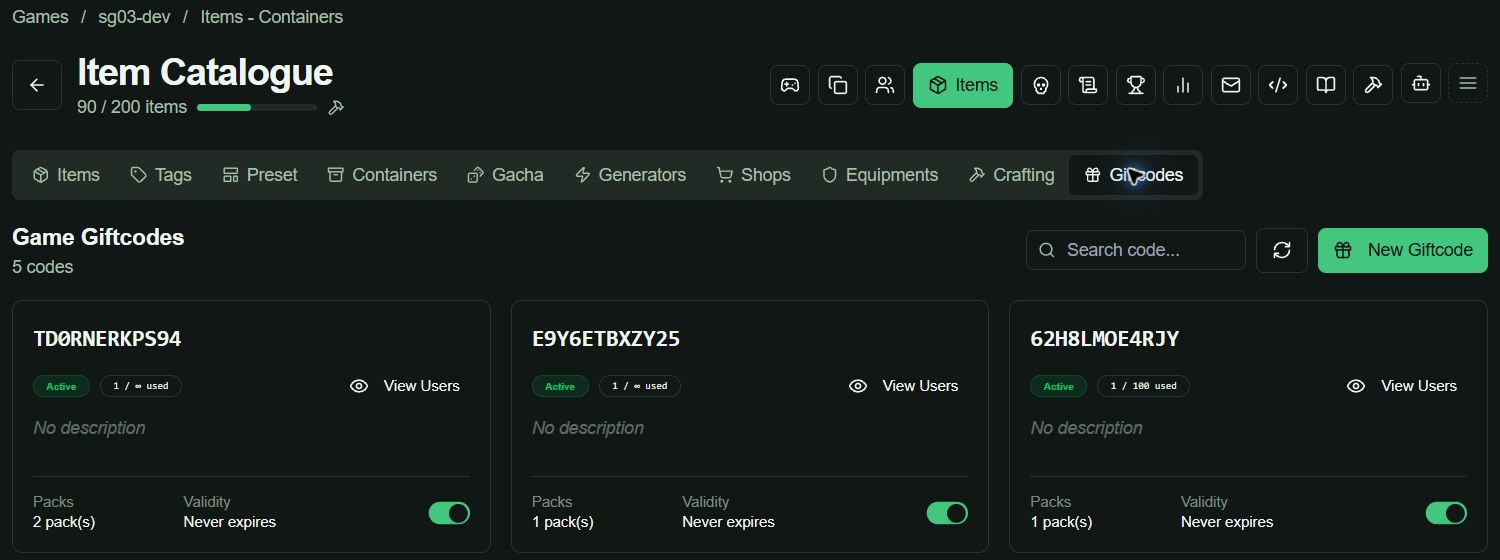 Games / sg03-dev / Items - Containers
Item Catalogue
90 / 200 items
Items
Items Tags Preset Containers Gacha Generators Shops Equipments Crafting Giftcodes
Game Giftcodes
5 codes
Search code...
New Giftcode
TD0RNERKPS94
Active 1 / ∞ used View Users
No description
Packs Validity
2 pack(s) Never expires
E9Y6ETBXZY25
Active 1 / ∞ used View Users
No description
Packs Validity
1 pack(s) Never expires
62H8LMOE4RJY
Active 1 / 100 used View Users
No description
Packs Validity
1 pack(s) Never expires